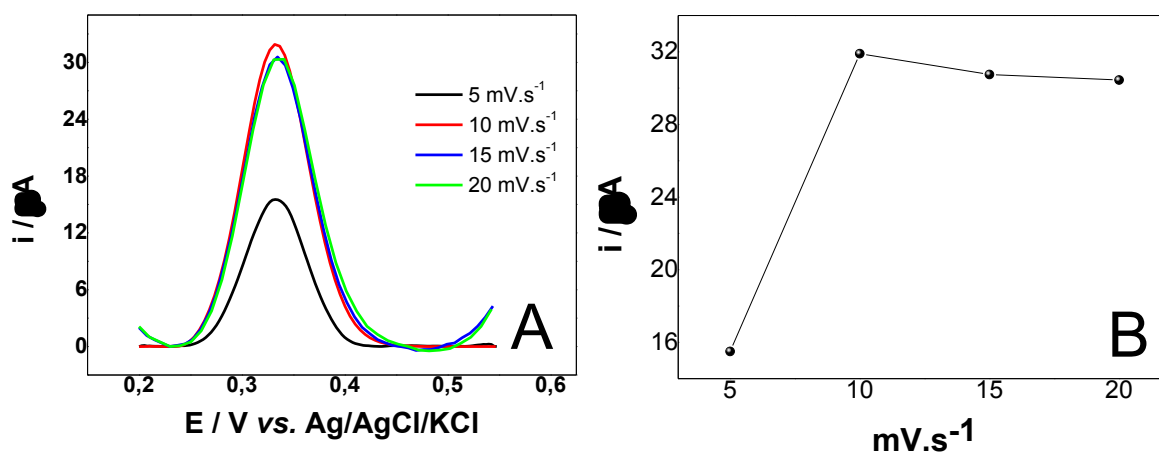 30
24
18
12
6
0
i /
5 mV.s⁻¹
10 mV.s⁻¹
15 mV.s⁻¹
20 mV.s⁻¹
A
0,2 0,3 0,4 0,5 0,6
E / V vs. Ag/AgCl/KCl
32
28
24
20
16
i /
B
5 10 15 20
mV.s⁻¹